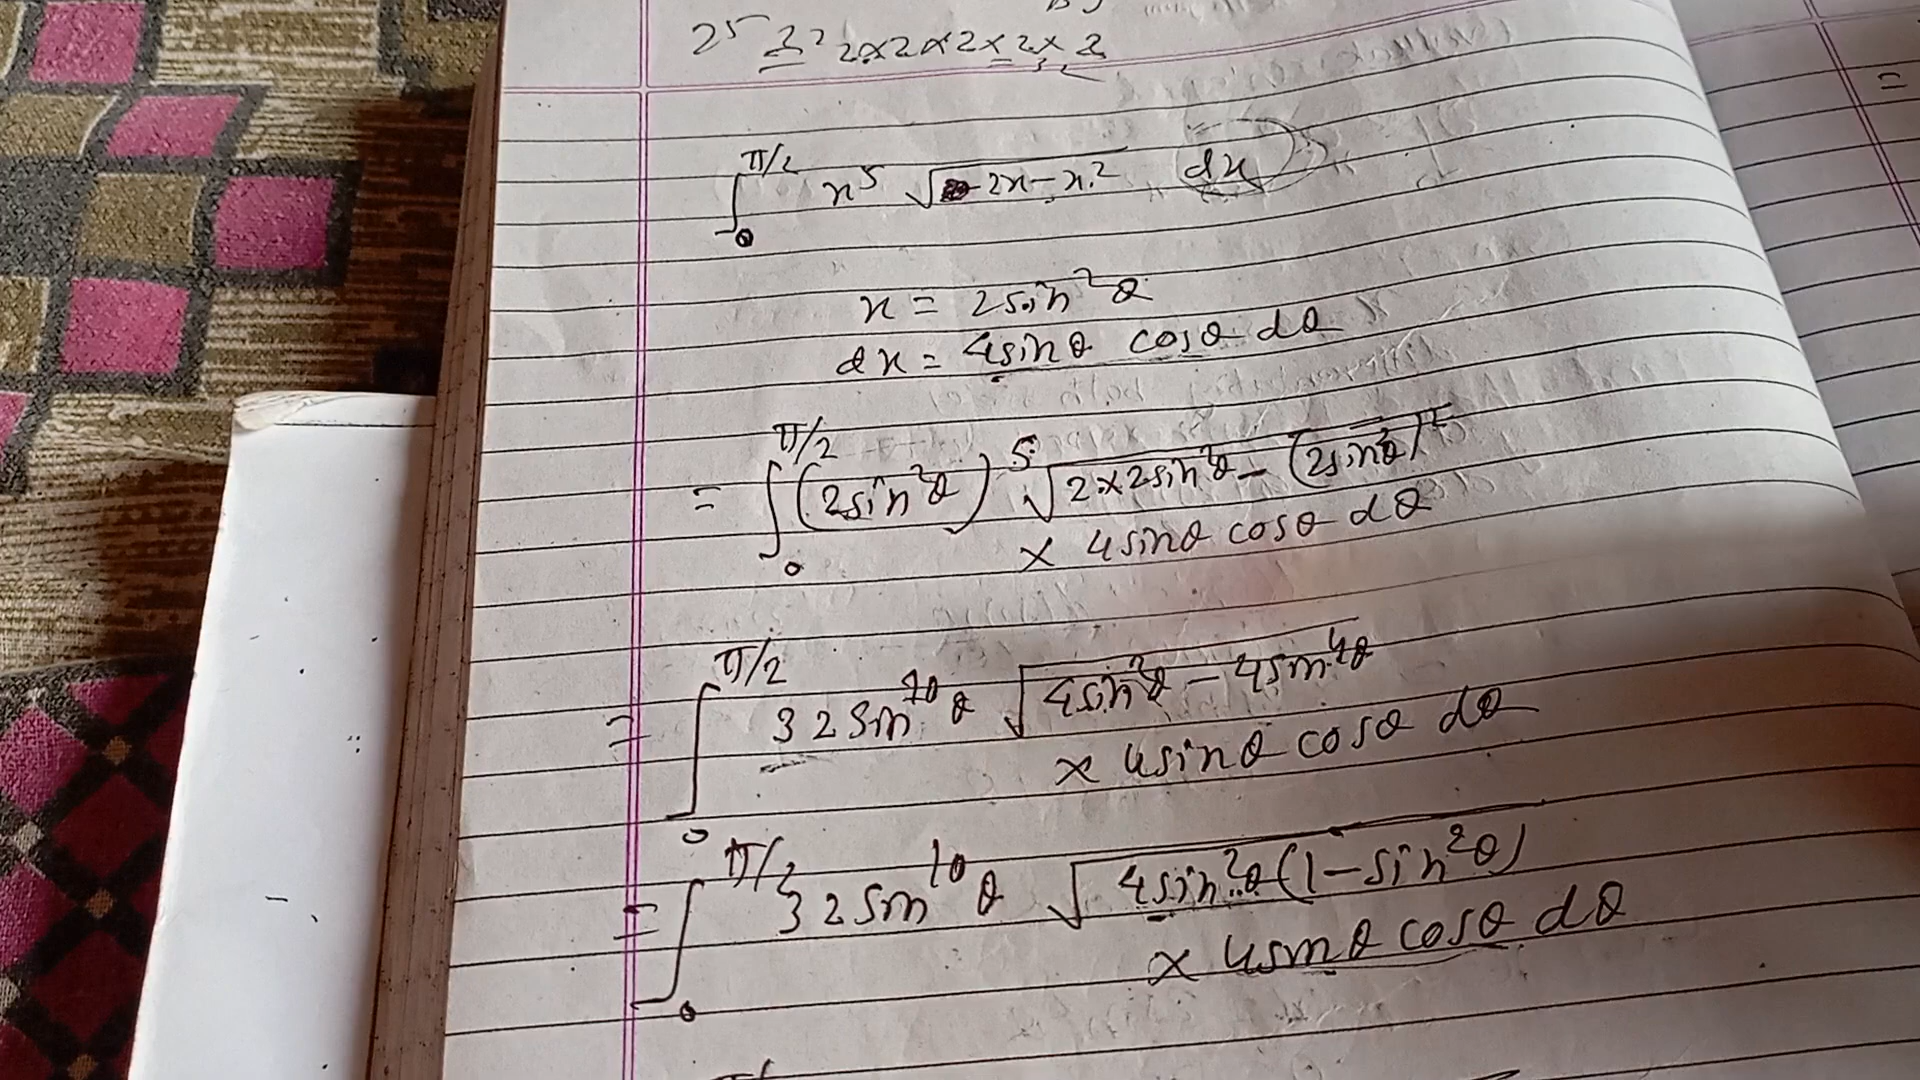 2⁵ 2² 2×2×2×2×2
∫₀^π/2 x⁵ √2x-x² dx
x = 2sin²θ
dx = 4sinθ cosθ dθ
= ∫₀^π/2 (2sin²θ)⁵ √2×2sin²θ - (2sin²θ)²
× 4sinθ cosθ dθ
= ∫₀^π/2 32 sin¹⁰θ √4sin²θ - 4sin⁴θ
× 4sinθ cosθ dθ
= ∫₀^π/2 32 sin¹⁰θ √4sin²θ(1-sin²θ)
× 4sinθ cosθ dθ
=